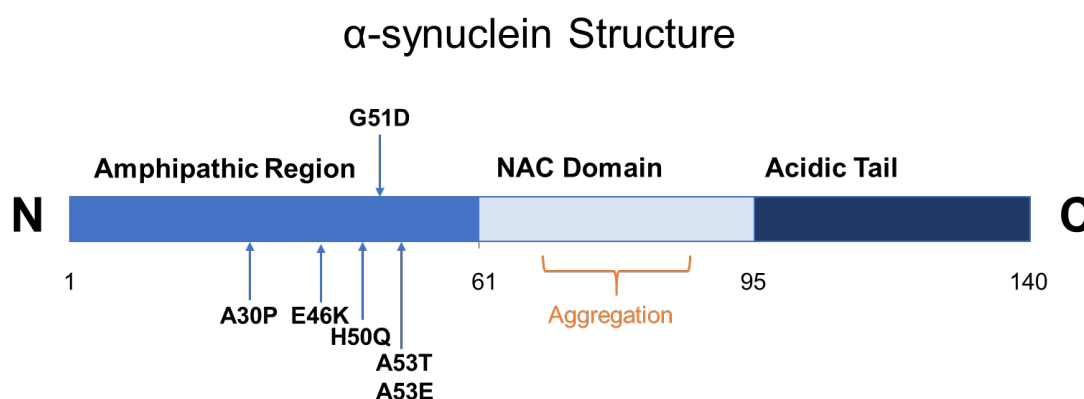 α-synuclein Structure
G51D
Amphipathic Region NAC Domain Acidic Tail
N C
1 61 95 140
A30P E46K Aggregation
H50Q
A53T
A53E